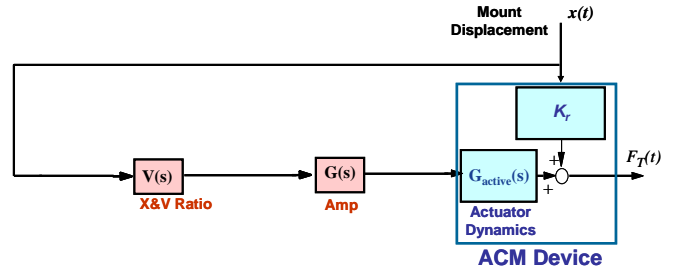 Mount x(t)
Displacement
K_r
F_T(t)
+
V(s)
G(s)
G_active(s)
+
X&V Ratio
Amp
Actuator
Dynamics
ACM Device